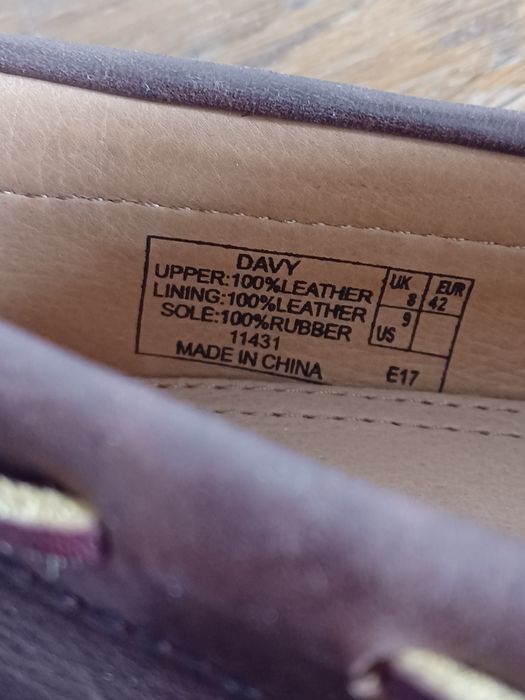 DAVY
UPPER:100%LEATHER
LINING:100%LEATHER
SOLE:100%RUBBER
11431
MADE IN CHINA
UK 8
EUR 42
9 US
E17